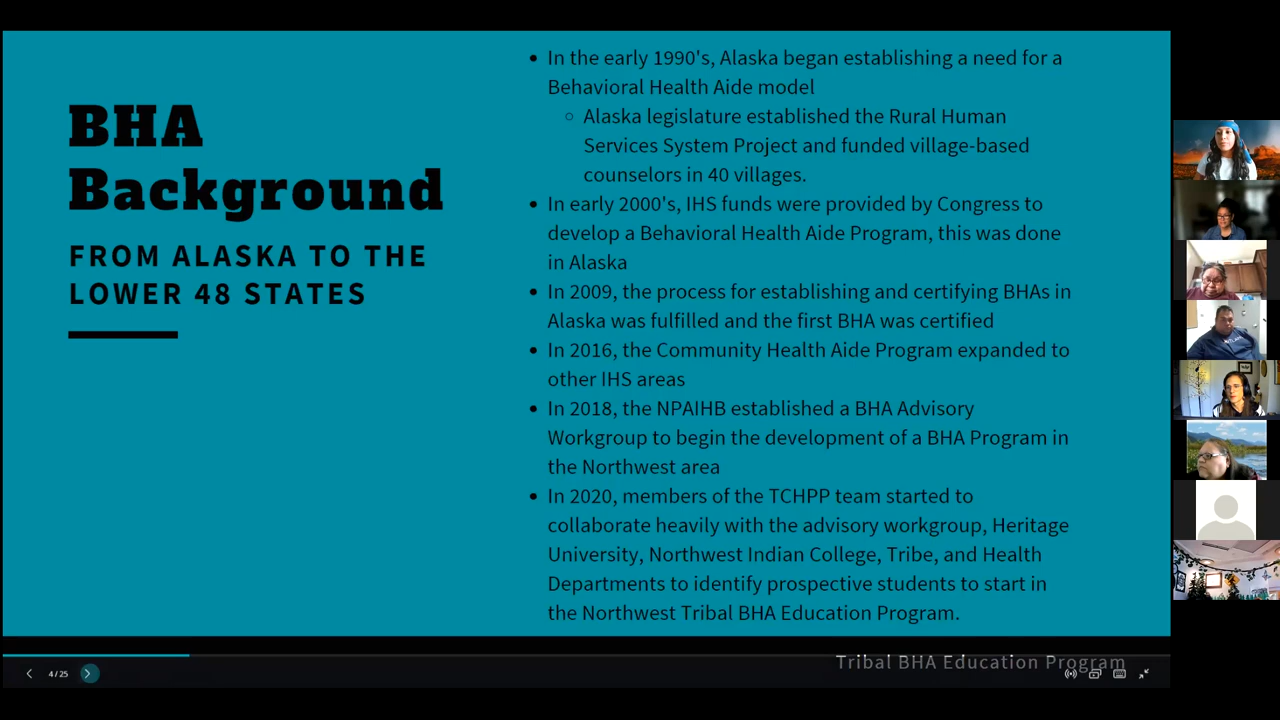 BHA
Background
FROM ALASKA TO THE
LOWER 48 STATES
• In the early 1990's, Alaska began establishing a need for a
Behavioral Health Aide model
○ Alaska legislature established the Rural Human
Services System Project and funded village-based
counselors in 40 villages.
• In early 2000's, IHS funds were provided by Congress to
develop a Behavioral Health Aide Program, this was done
in Alaska
• In 2009, the process for establishing and certifying BHAs in
Alaska was fulfilled and the first BHA was certified
• In 2016, the Community Health Aide Program expanded to
other IHS areas
• In 2018, the NPAIHB established a BHA Advisory
Workgroup to begin the development of a BHA Program in
the Northwest area
• In 2020, members of the TCHPP team started to
collaborate heavily with the advisory workgroup, Heritage
University, Northwest Indian College, Tribe, and Health
Departments to identify prospective students to start in
the Northwest Tribal BHA Education Program.
Tribal BHA Education Program
4 / 25